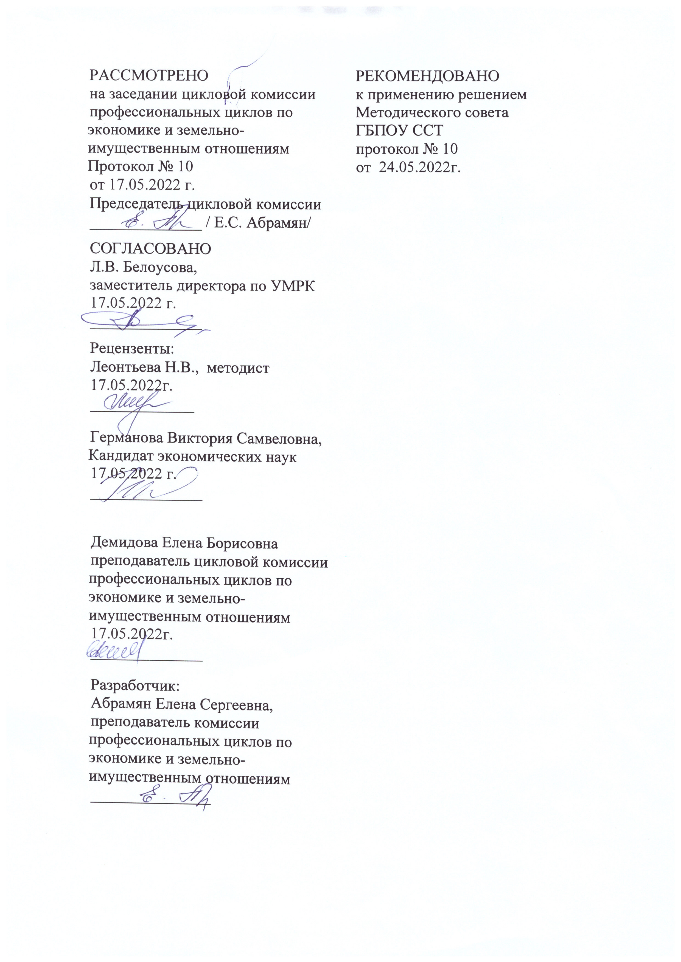 РАССМОТРЕНО
на заседании цикловой комиссии
профессиональных циклов по
экономике и земельно-
имущественным отношениям
Протокол № 10
от 17.05.2022 г.
Председатель цикловой комиссии
/ Е.С. Абрамян/
РЕКОМЕНДОВАНО
к применению решением
Методического совета
ГБПОУ ССТ
протокол № 10
от 24.05.2022г.
СОГЛАСОВАНО
Л.В. Белоусова,
заместитель директора по УМРК
17.05.2022 г.
Рецензенты:
Леонтьева Н.В., методист
17.05.2022г.
Германова Виктория Самвеловна,
Кандидат экономических наук
17.05.2022 г.
Демидова Елена Борисовна
преподаватель цикловой комиссии
профессиональных циклов по
экономике и земельно-
имущественным отношениям
17.05.2022г.
Разработчик:
Абрамян Елена Сергеевна,
преподаватель комиссии
профессиональных циклов по
экономике и земельно-
имущественным отношениям